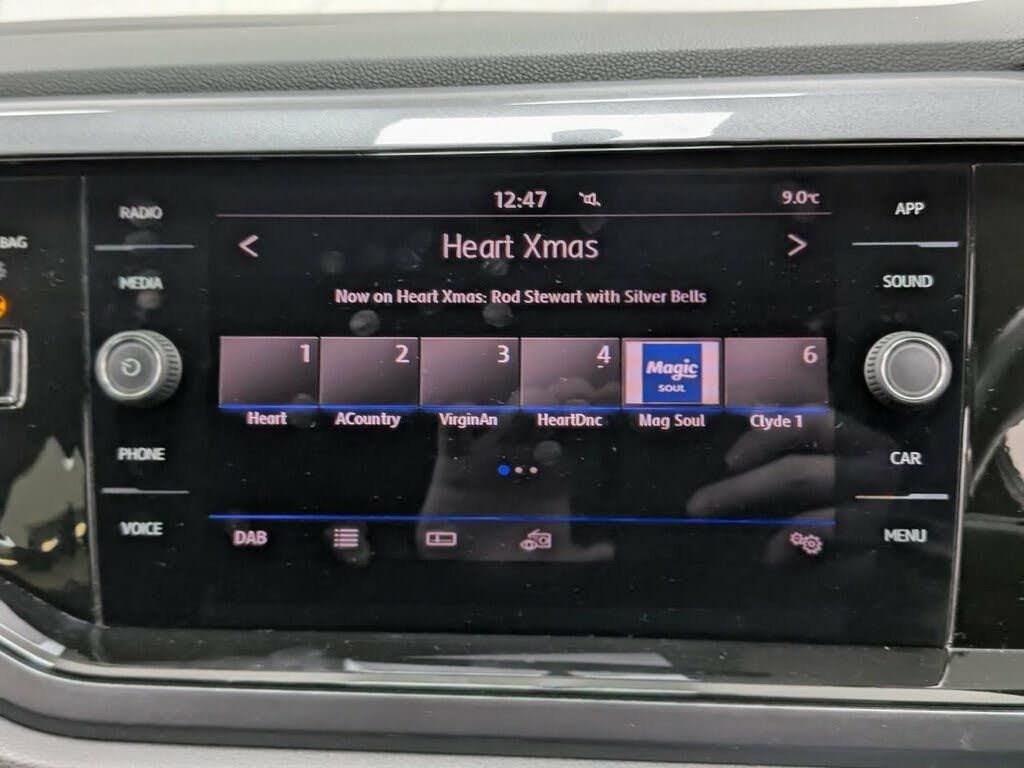 RADIO
12:47
9.0°C
APP
BAG
MEDIA
< Heart Xmas >
SOUND
Now on Heart Xmas: Rod Stewart with Silver Bells
1 2 3 4 Magic SOUL 6
Heart ACountry VirginAn HeartDnc Mag Soul Clyde 1
PHONE
CAR
VOICE
DAB
MENU